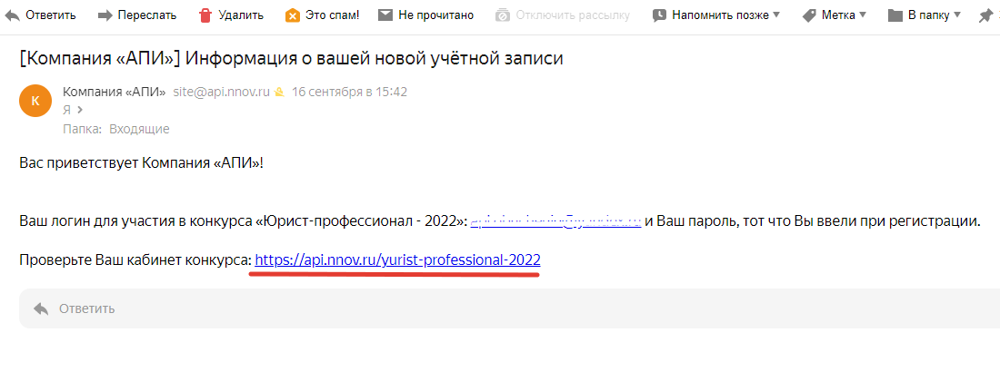 Ответить Переслать Удалить Это спам! Не прочитано Отключить рассылку Напомнить позже Метка В папку
[Компания «АПИ»] Информация о вашей новой учётной записи
К
Компания «АПИ» site@api.nnov.ru 16 сентября в 15:42
Я
Папка: Входящие
Вас приветствует Компания «АПИ»!
Ваш логин для участия в конкурса «Юрист-профессионал - 2022»: и Ваш пароль, тот что Вы ввели при регистрации.
Проверьте Ваш кабинет конкурса: https://api.nnov.ru/yurist-professional-2022
Ответить